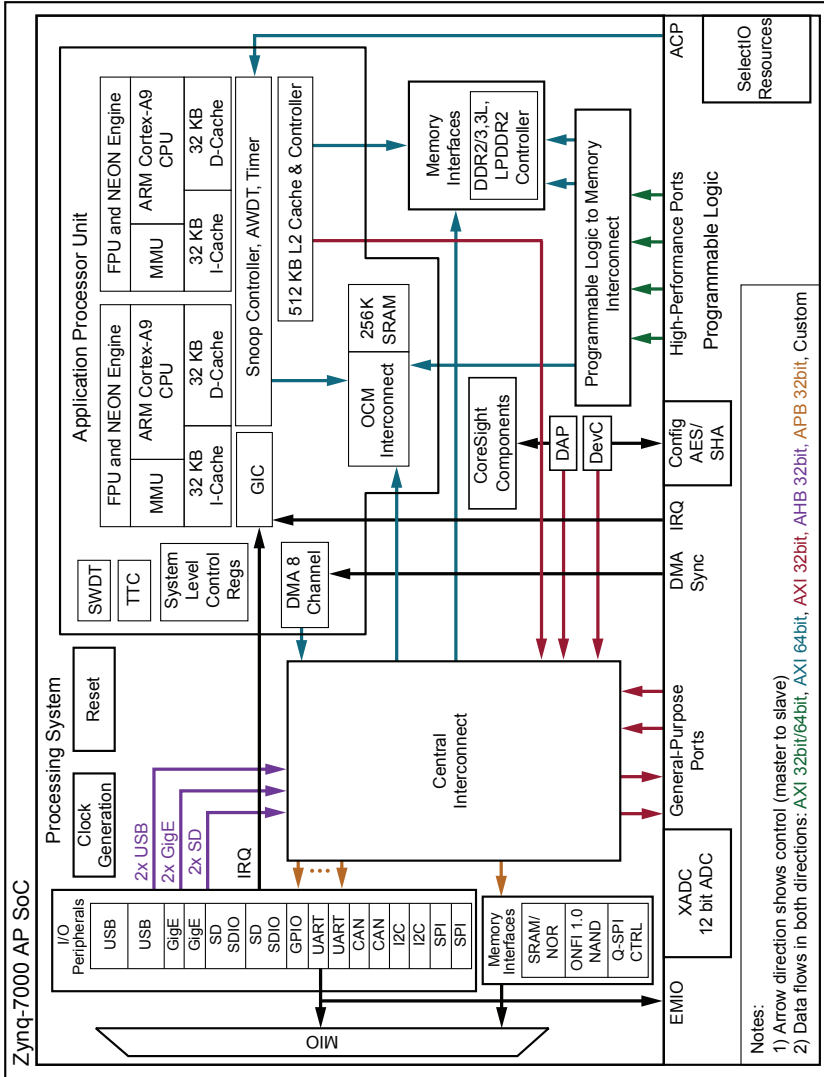 Zynq-7000 AP SoC
Processing System
Clock
Generation
Reset
Application Processor Unit
SWDT
TTC
System
Level
Control
Regs
FPU and NEON Engine
MMU
ARM Cortex-A9
CPU
32 KB
I-Cache
32 KB
D-Cache
FPU and NEON Engine
MMU
ARM Cortex-A9
CPU
32 KB
I-Cache
32 KB
D-Cache
GIC
Snoop Controller, AWDT, Timer
512 KB L2 Cache & Controller
OCM
Interconnect
256K
SRAM
DMA 8
Channel
I/O
Peripherals
USB
USB
GigE
GigE
SD
SDIO
SD
SDIO
GPIO
UART
UART
CAN
CAN
I2C
I2C
SPI
SPI
2x USB
2x GigE
2x SD
IRQ
MIO
Memory
Interfaces
SRAM/
NOR
ONFI 1.0
NAND
Q-SPI
CTRL
Central
Interconnect
CoreSight
Components
DAP
DevC
Memory
Interfaces
DDR2/3,3L,
LPDDR2
Controller
Programmable Logic to Memory
Interconnect
EMIO
XADC
12 bit ADC
General-Purpose
Ports
DMA
Sync
IRQ
Config
AES/
SHA
High-Performance Ports
Programmable Logic
ACP
SelectIO
Resources
Notes:
1) Arrow direction shows control (master to slave)
2) Data flows in both directions: AXI 32bit/64bit, AXI 64bit, AXI 32bit, AHB 32bit, APB 32bit, Custom